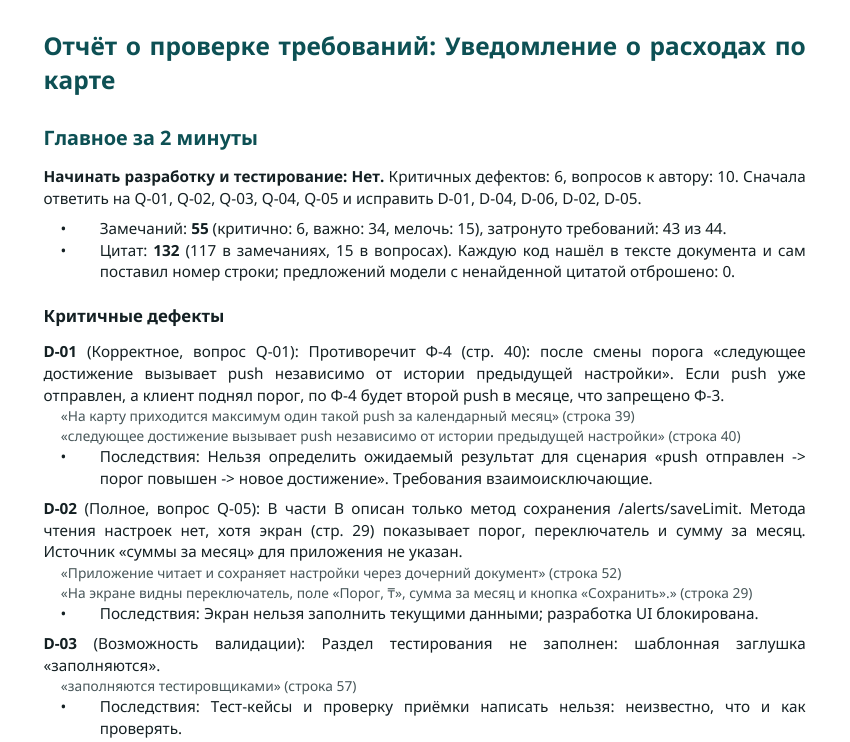 Отчёт о проверке требований: Уведомление о расходах по
карте
Главное за 2 минуты
Начинать разработку и тестирование: Нет. Критичных дефектов: 6, вопросов к автору: 10. Сначала
ответить на Q-01, Q-02, Q-03, Q-04, Q-05 и исправить D-01, D-04, D-06, D-02, D-05.
• Замечаний: 55 (критично: 6, важно: 34, мелочь: 15), затронуто требований: 43 из 44.
• Цитат: 132 (117 в замечаниях, 15 в вопросах). Каждую код нашёл в тексте документа и сам
поставил номер строки; предложений модели с ненайденной цитатой отброшено: 0.
Критичные дефекты
D-01 (Корректное, вопрос Q-01): Противоречит Ф-4 (стр. 40): после смены порога «следующее
достижение вызывает push независимо от истории предыдущей настройки». Если push уже
отправлен, а клиент поднял порог, по Ф-4 будет второй push в месяце, что запрещено Ф-3.
«На карту приходится максимум один такой push за календарный месяц» (строка 39)
«следующее достижение вызывает push независимо от истории предыдущей настройки» (строка 40)
• Последствия: Нельзя определить ожидаемый результат для сценария «push отправлен ->
порог повышен -> новое достижение». Требования взаимоисключающие.
D-02 (Полное, вопрос Q-05): В части B описан только метод сохранения /alerts/saveLimit. Метода
чтения настроек нет, хотя экран (стр. 29) показывает порог, переключатель и сумму за месяц.
Источник «суммы за месяц» для приложения не указан.
«Приложение читает и сохраняет настройки через дочерний документ» (строка 52)
«На экране видны переключатель, поле «Порог, ₸», сумма за месяц и кнопка «Сохранить».» (строка 29)
• Последствия: Экран нельзя заполнить текущими данными; разработка UI блокирована.
D-03 (Возможность валидации): Раздел тестирования не заполнен: шаблонная заглушка
«заполняются».
«заполняются тестировщиками» (строка 57)
• Последствия: Тест-кейсы и проверку приёмки написать нельзя: неизвестно, что и как
проверять.